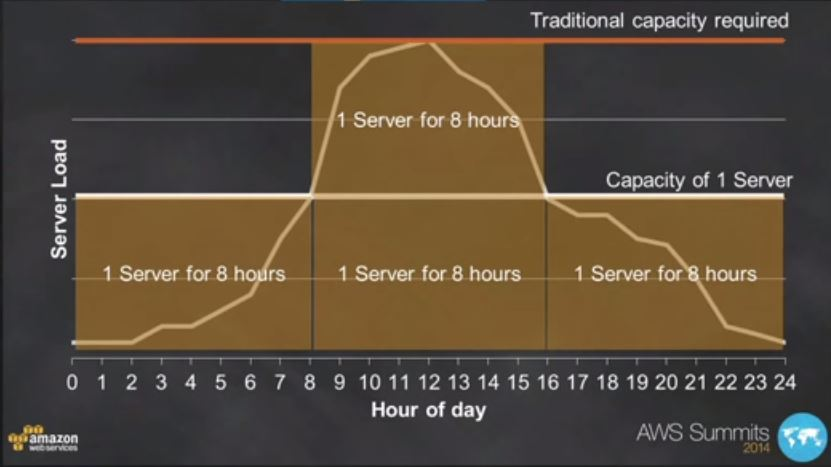 Traditional capacity required
1 Server for 8 hours
Capacity of 1 Server
Server Load
1 Server for 8 hours
1 Server for 8 hours
1 Server for 8 hours
0 1 2 3 4 5 6 7 8 9 10 11 12 13 14 15 16 17 18 19 20 21 22 23 24
Hour of day
amazon
webservices
AWS Summits
2014